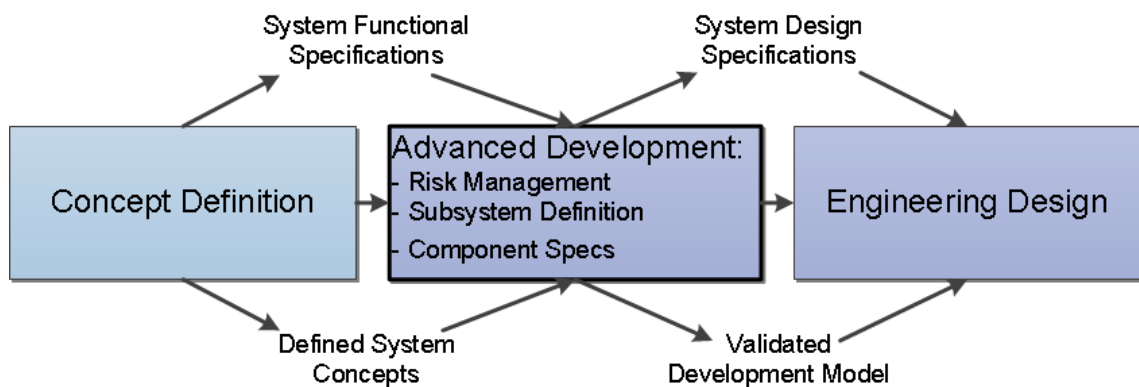 System Functional
Specifications
System Design
Specifications
Concept Definition
Advanced Development:
- Risk Management
- Subsystem Definition
- Component Specs
Engineering Design
Defined System
Concepts
Validated
Development Model